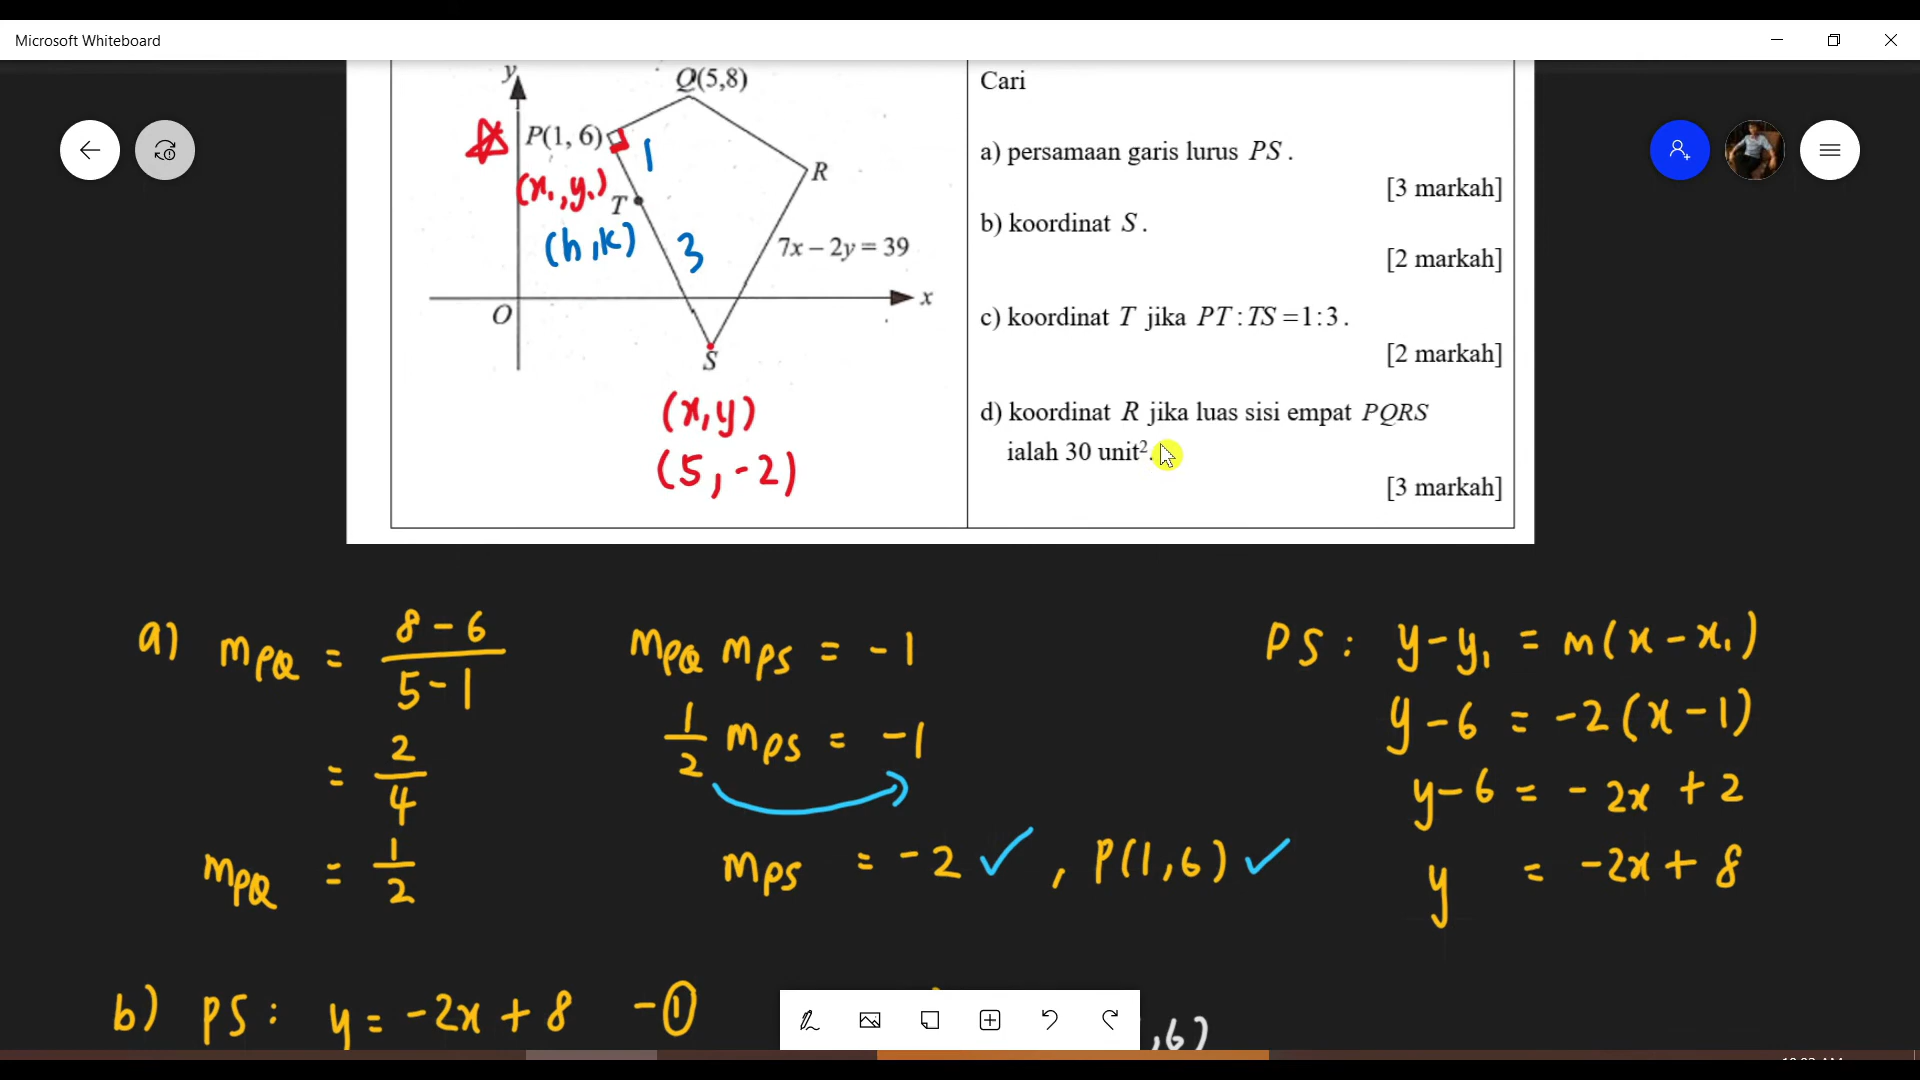 Microsoft Whiteboard
y
Q(5,8)
P(1, 6)
1
(x₁,y₁)
T
R
(h,k)
3
7x – 2y = 39
O
x
S
(x,y)
(5,-2)
Cari
a) persamaan garis lurus PS.
[3 markah]
b) koordinat S.
[2 markah]
c) koordinat T jika PT:TS=1:3.
[2 markah]
d) koordinat R jika luas sisi empat PQRS
ialah 30 unit².
[3 markah]
a) mPQ = 8-6 / 5-1
= 2/4
mPQ = 1/2
mPQ mPS = -1
1/2 mPS = -1
mPS = -2 ✓ , P(1,6) ✓
PS: y-y₁ = m(x-x₁)
y-6 = -2(x-1)
y-6 = -2x+2
y = -2x+8
b) PS: y=-2x+8 -①
,6)